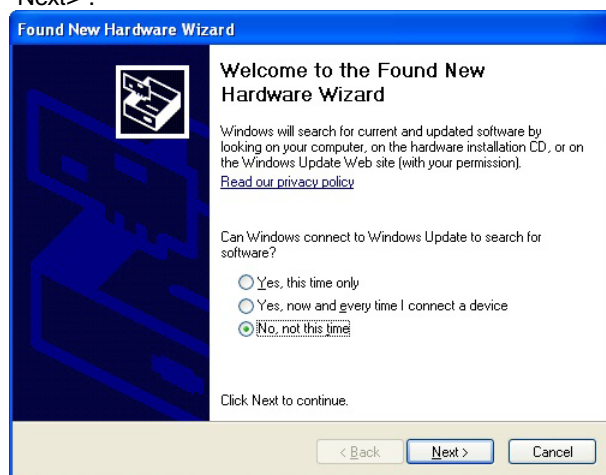 Next> .
Found New Hardware Wizard
Welcome to the Found New
Hardware Wizard
Windows will search for current and updated software by
looking on your computer, on the hardware installation CD, or on
the Windows Update Web site (with your permission).
Read our privacy policy
Can Windows connect to Windows Update to search for
software?
Yes, this time only
Yes, now and every time I connect a device
No, not this time
Click Next to continue.
< Back Next > Cancel